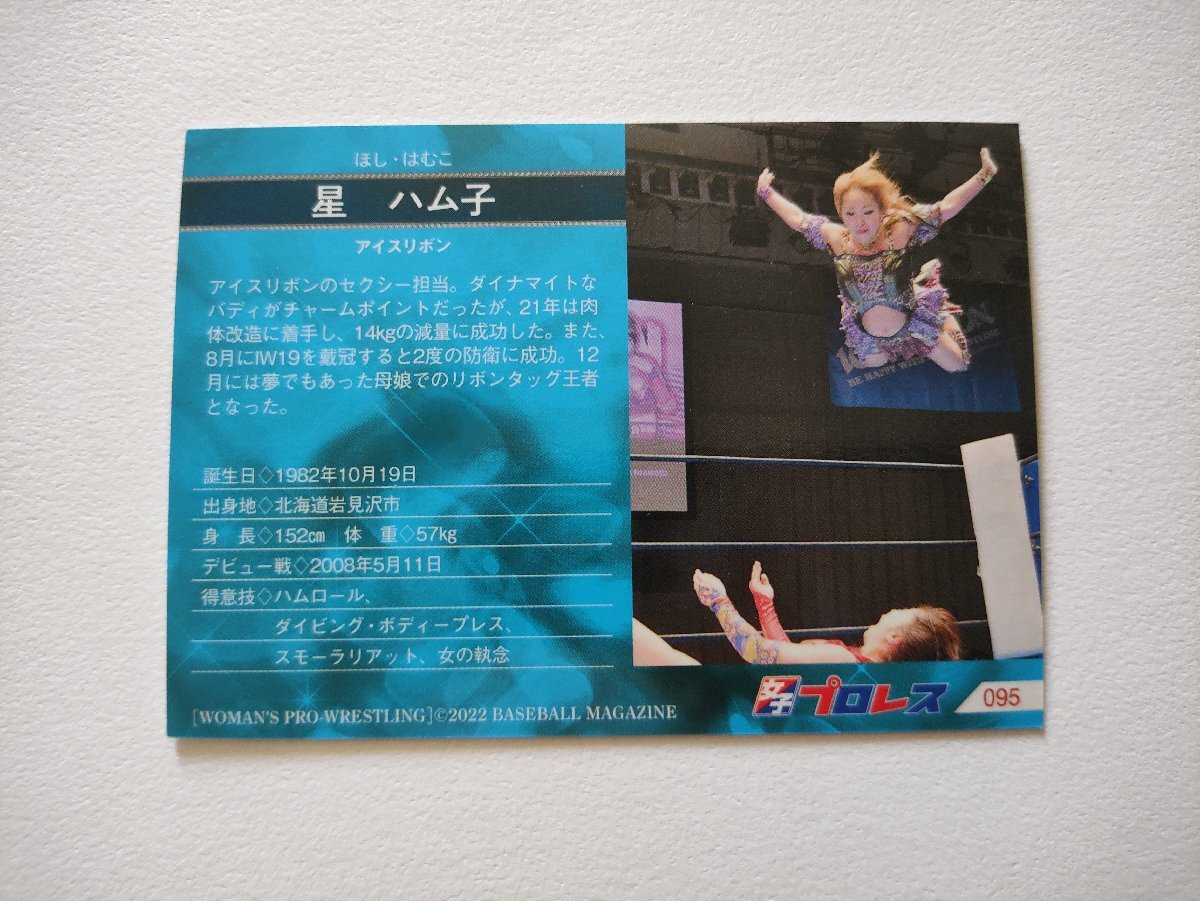 ほし・はむこ
星 ハム子
アイスリボン
アイスリボンのセクシー担当。ダイナマイトな
バディがチャームポイントだったが、21年は肉
体改造に着手し、14kgの減量に成功した。また、
8月にIW19を戴冠すると2度の防衛に成功。12
月には夢でもあった母娘でのリボンタッグ王者
となった。
誕生日◇1982年10月19日
出身地◇北海道岩見沢市
身 長◇152㎝ 体 重◇57kg
デビュー戦◇2008年5月11日
得意技◇ハムロール、
ダイビング・ボディープレス、
スモーラリアット、女の執念
[WOMAN'S PRO-WRESTLING]©2022 BASEBALL MAGAZINE
BE HAPPY
女子プロレス
095